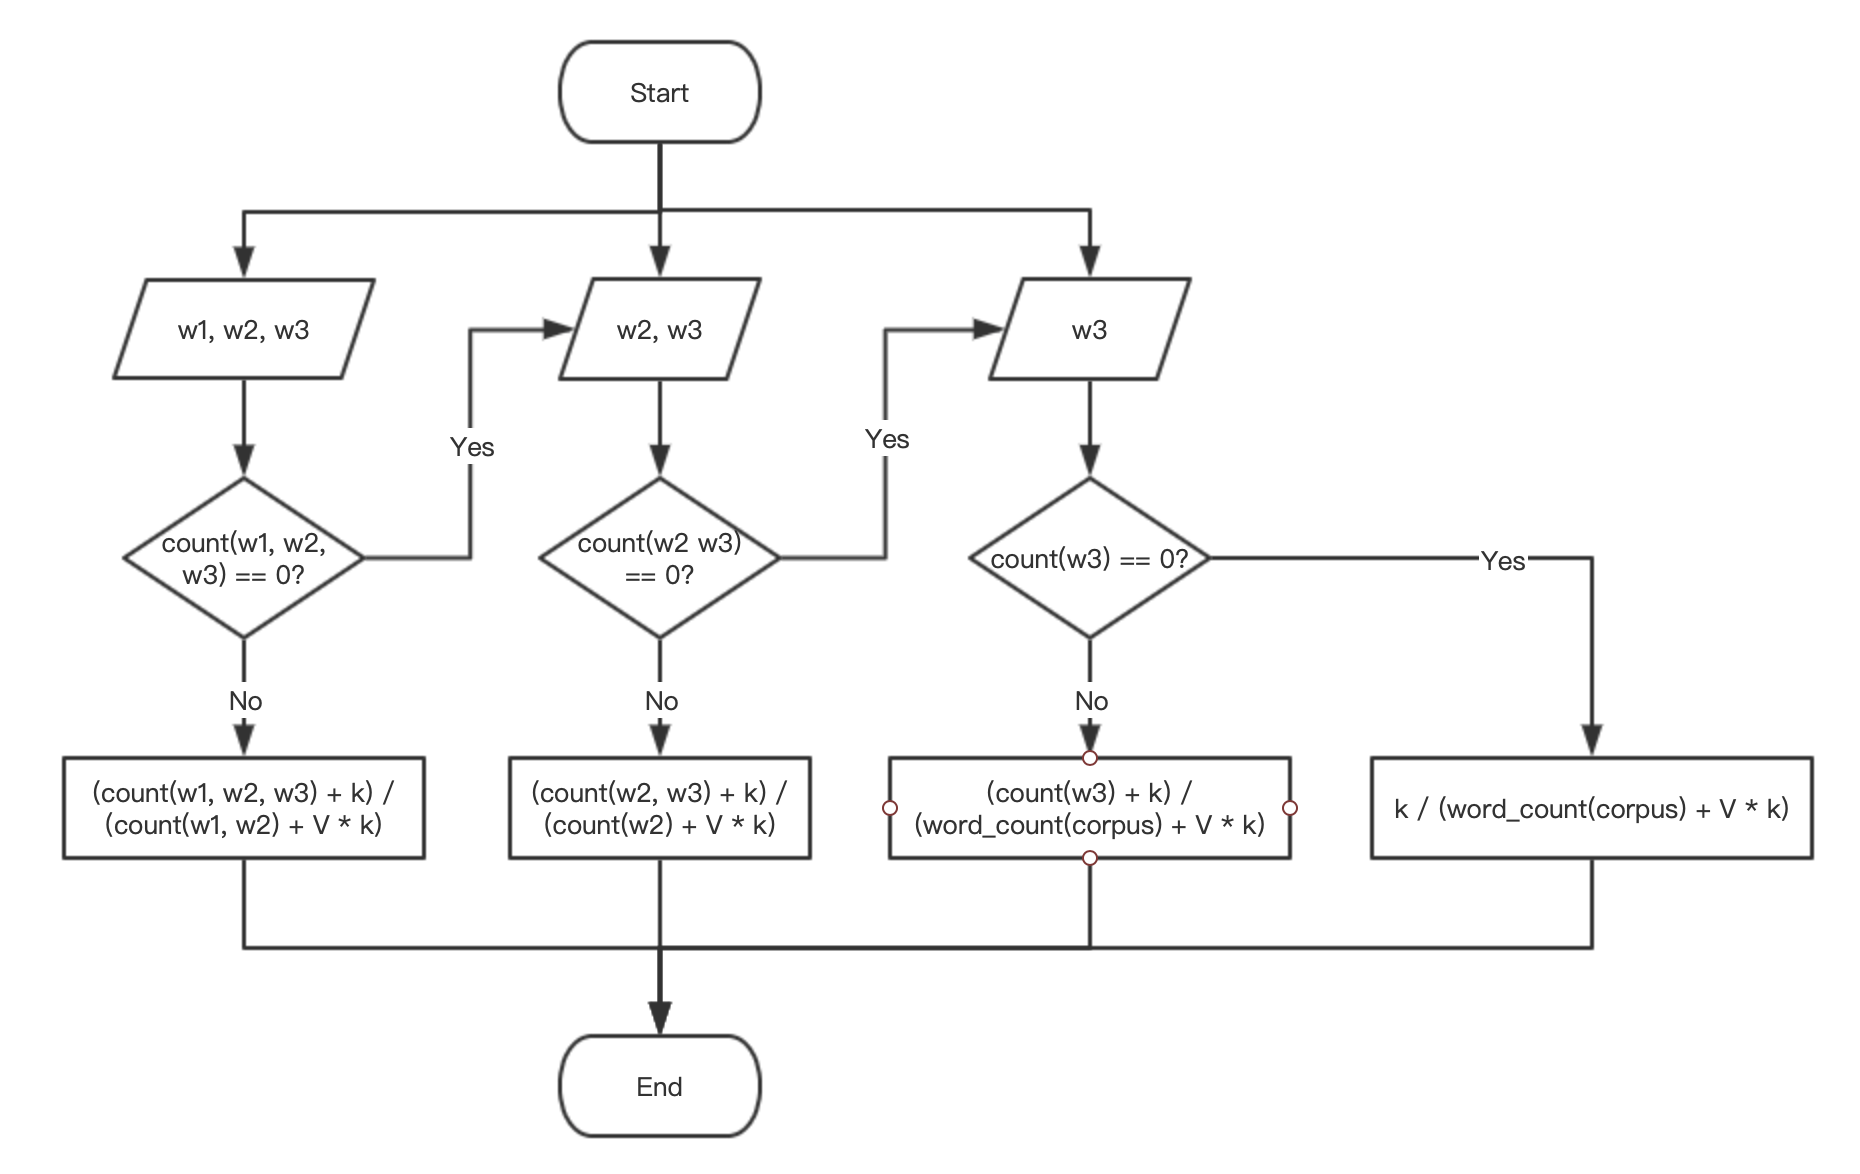 Start
w1, w2, w3
w2, w3
w3
Yes
Yes
count(w1, w2,
w3) == 0?
count(w2 w3)
== 0?
count(w3) == 0?
Yes
No
No
No
(count(w1, w2, w3) + k) /
(count(w1, w2) + V * k)
(count(w2, w3) + k) /
(count(w2) + V * k)
(count(w3) + k) /
(word_count(corpus) + V * k)
k / (word_count(corpus) + V * k)
End